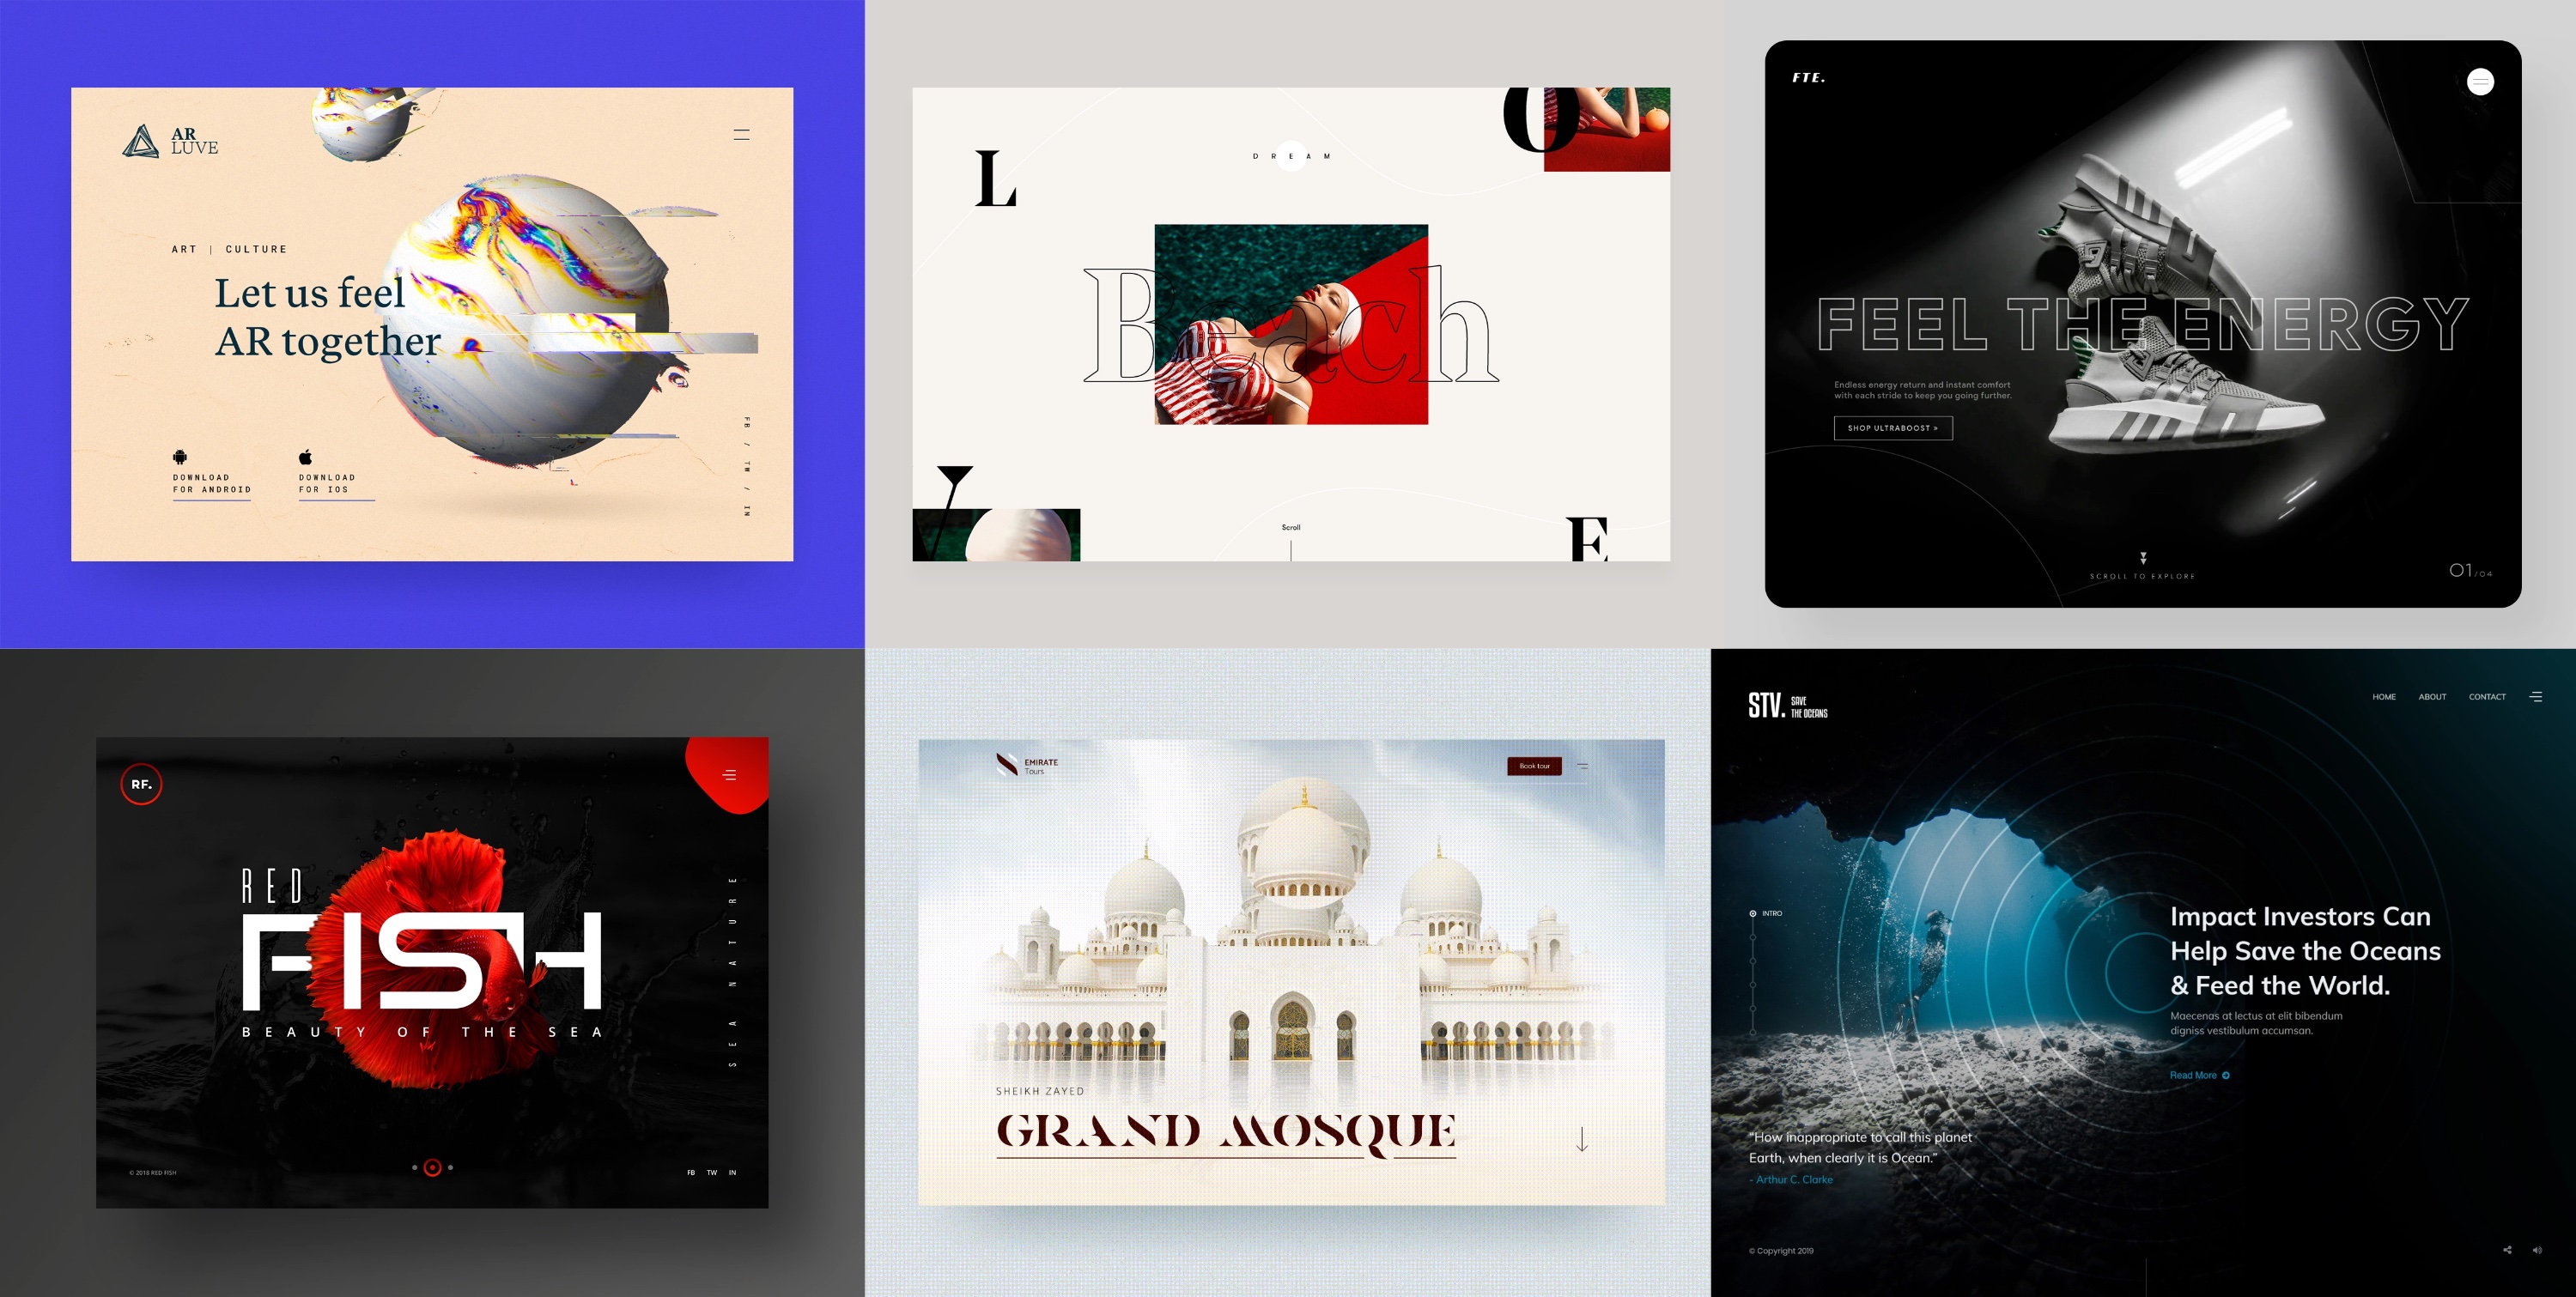 AR
LUVE
ART | CULTURE
Let us feel
AR together
DOWNLOAD
FOR ANDROID
DOWNLOAD
FOR IOS
FB / TW / IN
L
DREAM
O
Beach
V
Scroll
E
FTE.
FEEL THE ENERGY
Endless energy return and instant comfort
with each stride to keep you going further.
SHOP ULTRABOOST »
SCROLL TO EXPLORE
01/04
RF.
RED
FISH
BEAUTY OF THE SEA
SEA NATURE
© 2018 RED FISH
FB TW IN
EMIRATE
Tours
Book tour
SHEIKH ZAYED
GRAND MOSQUE
STV. SAVE
THE OCEANS
HOME ABOUT CONTACT
INTRO
Impact Investors Can
Help Save the Oceans
& Feed the World.
Maecenas at lectus at elit bibendum
digniss vestibulum accumsan.
Read More
"How inappropriate to call this planet
Earth, when clearly it is Ocean."
- Arthur C. Clarke
© Copyright 2019